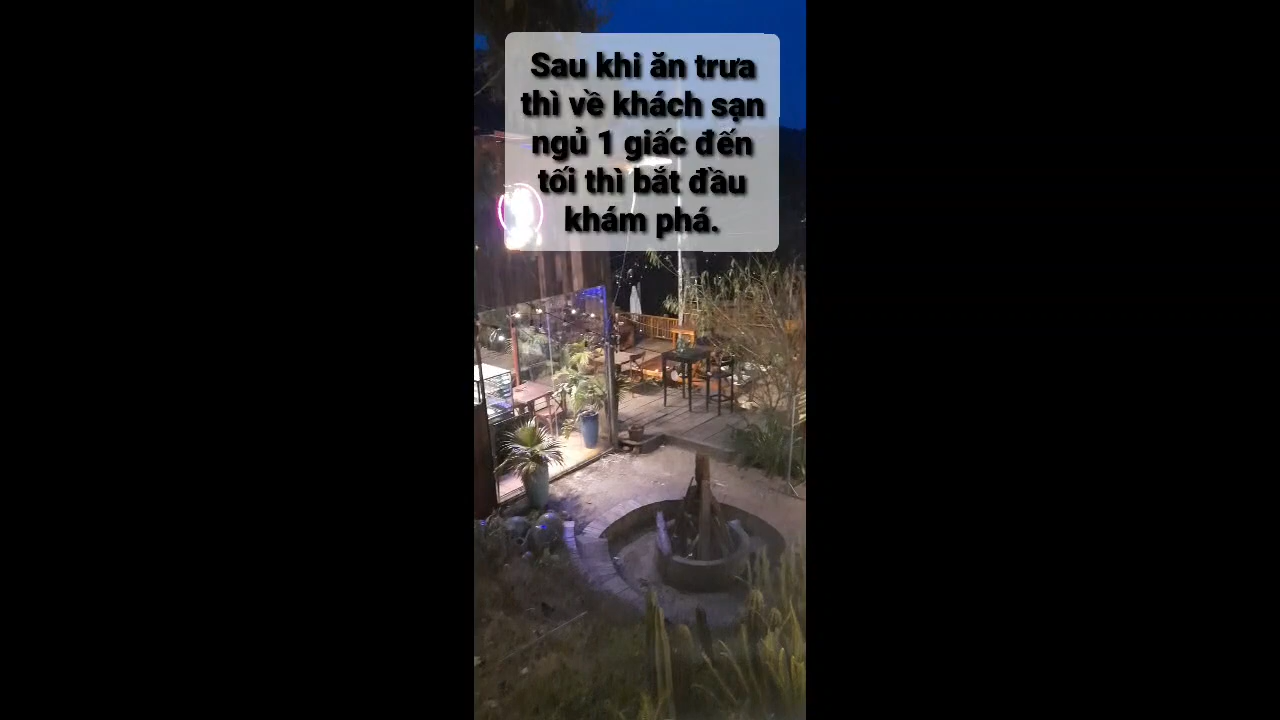 Sau khi ăn trưa
thì về khách sạn
ngủ 1 giấc đến
tối thì bắt đầu
khám phá.